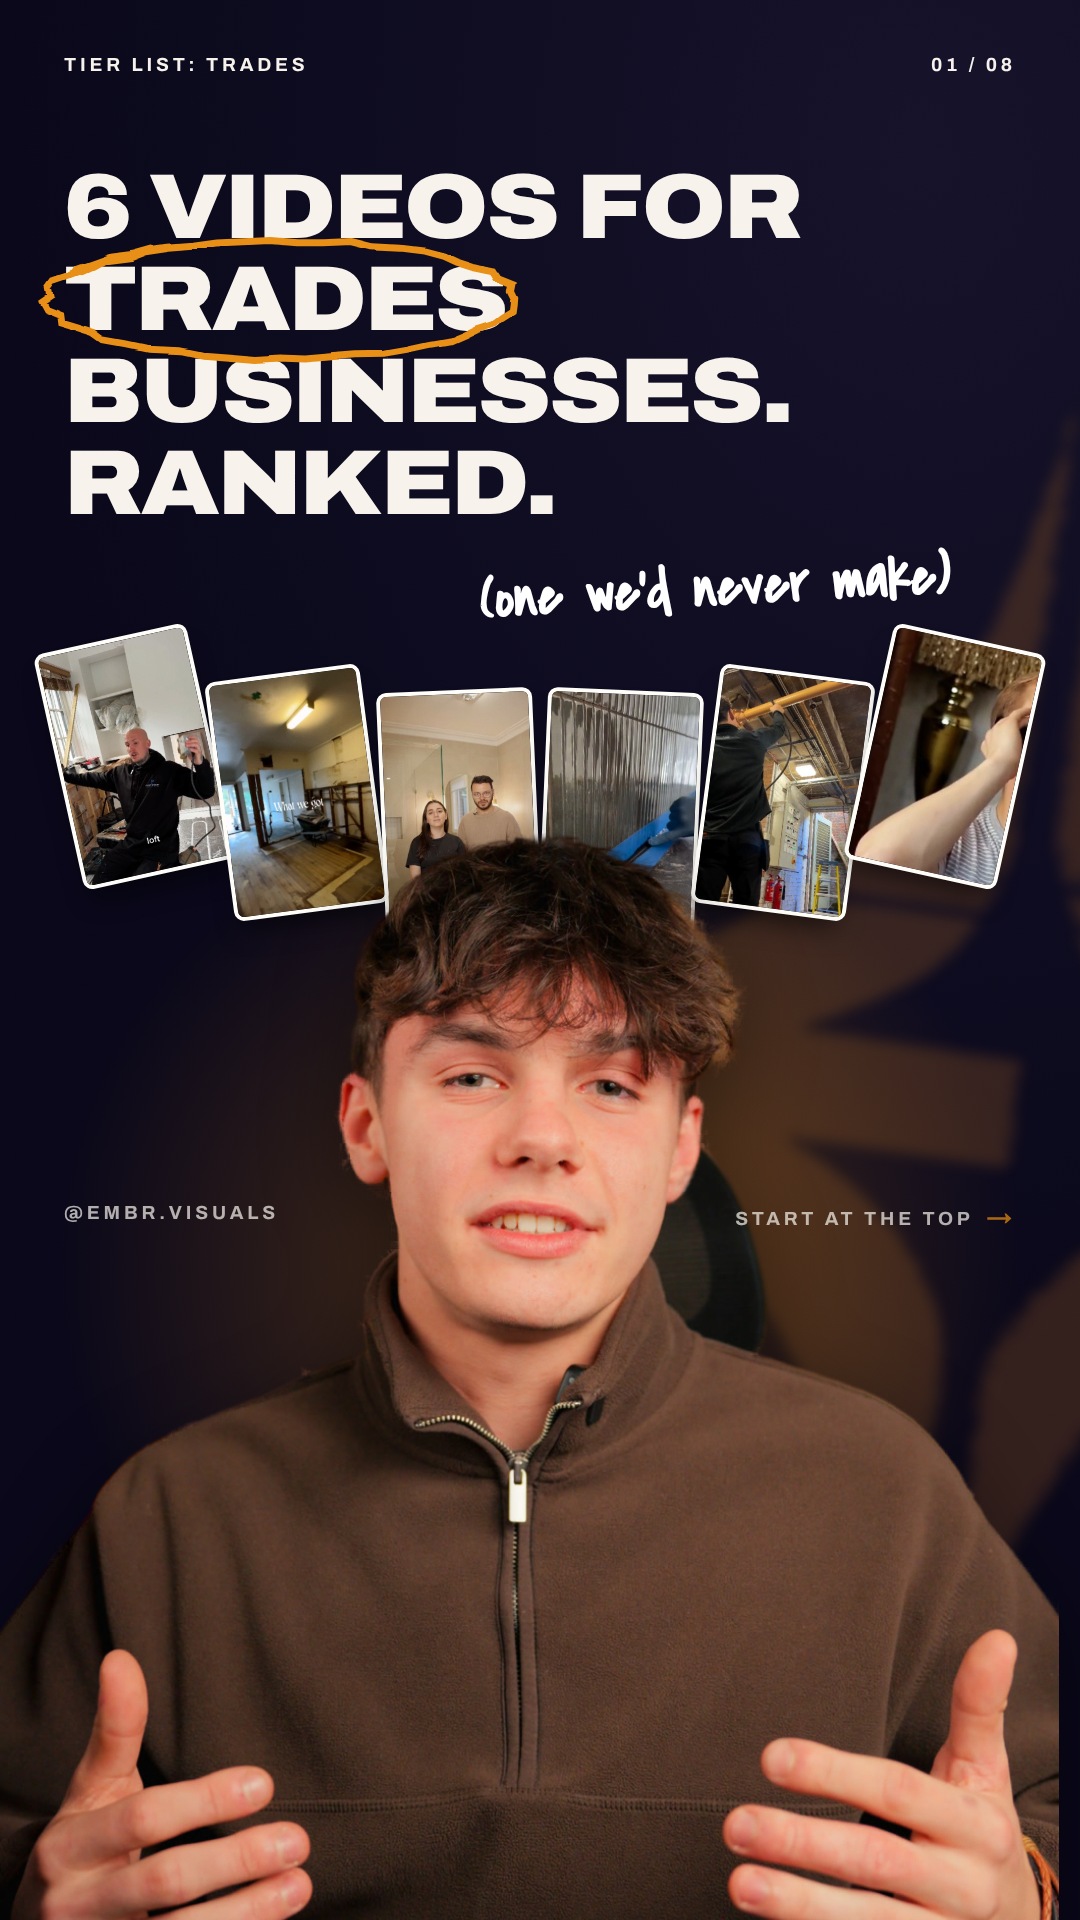 TIER LIST: TRADES
01 / 08
6 VIDEOS FOR
TRADES
BUSINESSES.
RANKED.
(one we'd never make)
What we got
loft
@EMBR.VISUALS
START AT THE TOP →